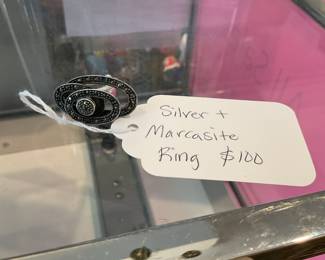 Silver +
Marcasite
Ring $100